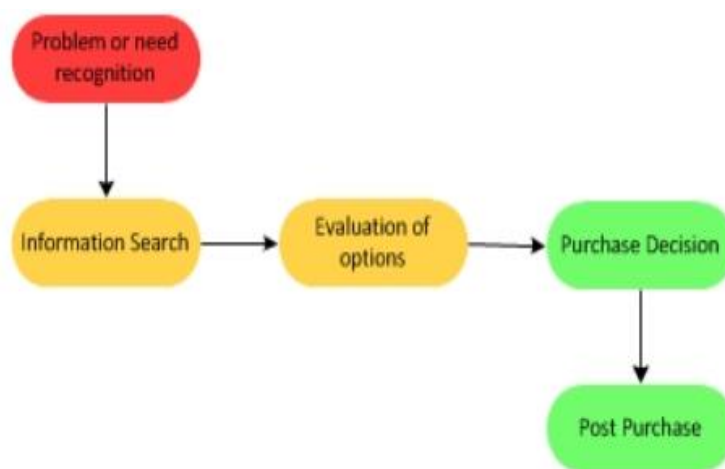 Problem or need
recognition
Information Search
Evaluation of
options
Purchase Decision
Post Purchase